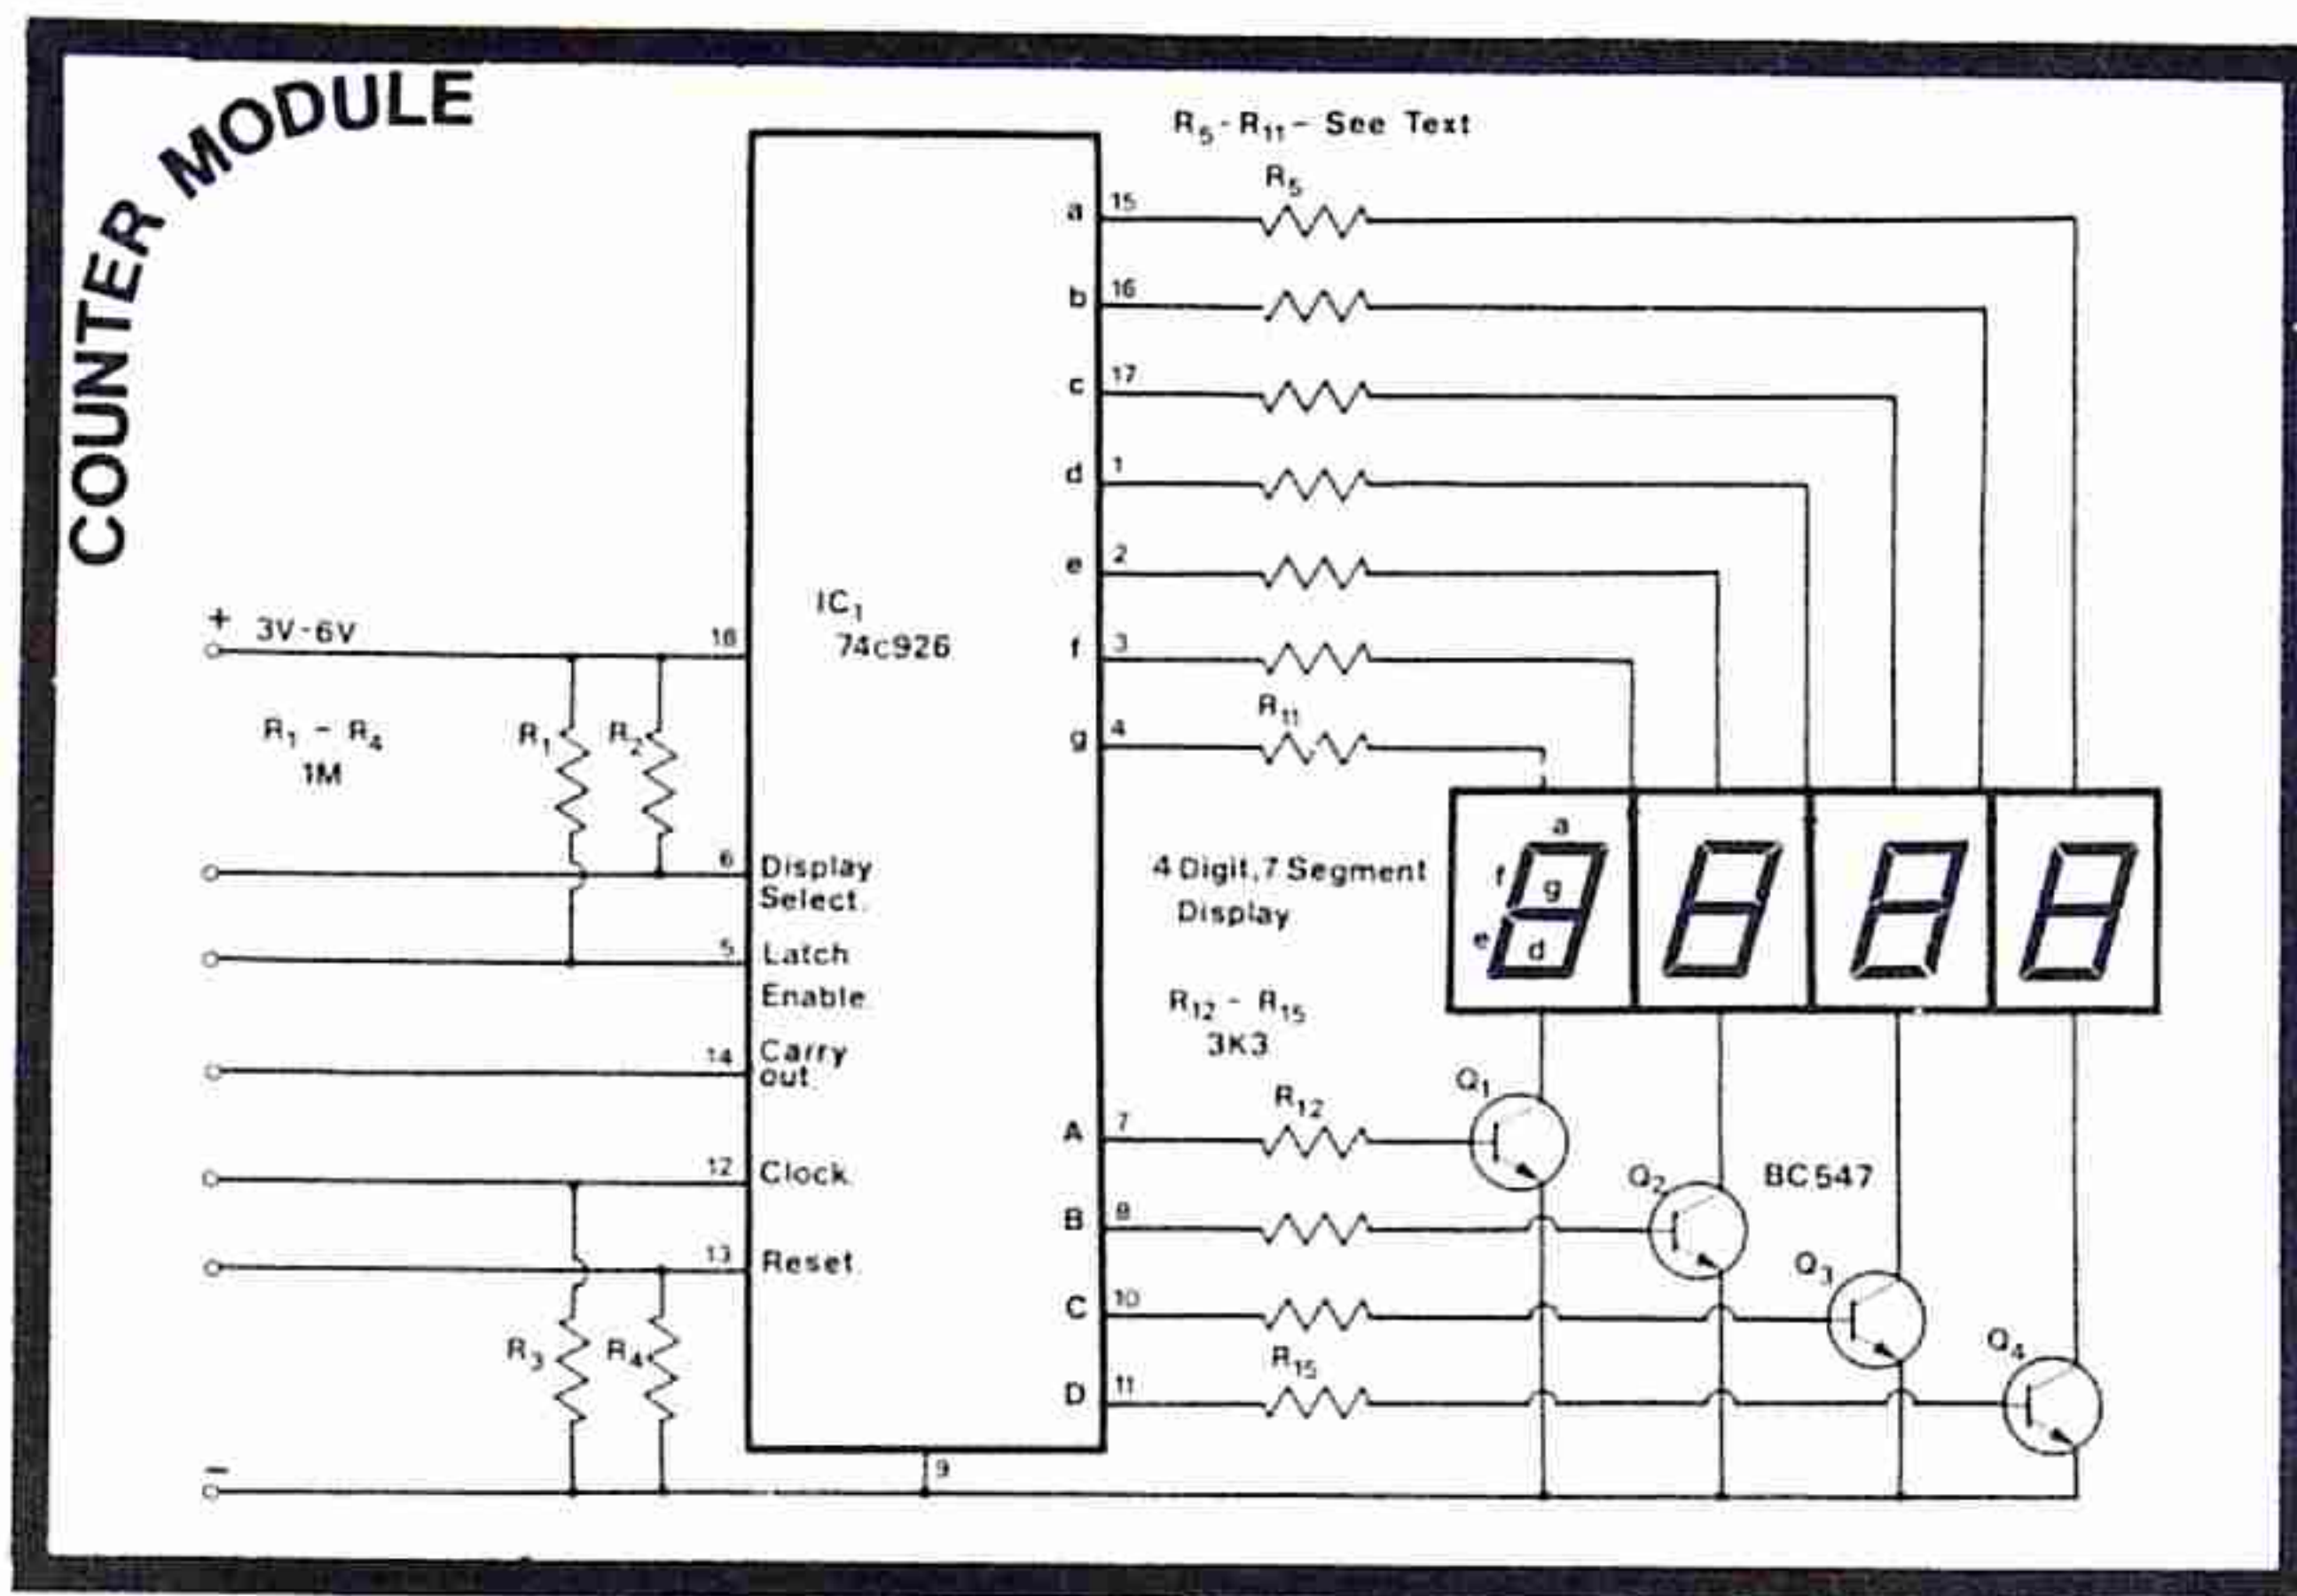 COUNTER MODULE
R5 - R11 - See Text
R5
a 15
b 16
c 17
d 1
e 2
f 3
R11
g 4
IC1
74c926
+ 3V-6V
18
R1 - R4
1M
R1
R2
6 Display
Select.
5 Latch
Enable.
14 Carry
out.
12 Clock.
13 Reset.
R3
R4
-
9
4 Digit, 7 Segment
Display
a
f
g
e
d
R12 - R15
3K3
A 7
R12
Q1
B 8
Q2
BC547
C 10
Q3
D 11
R15
Q4